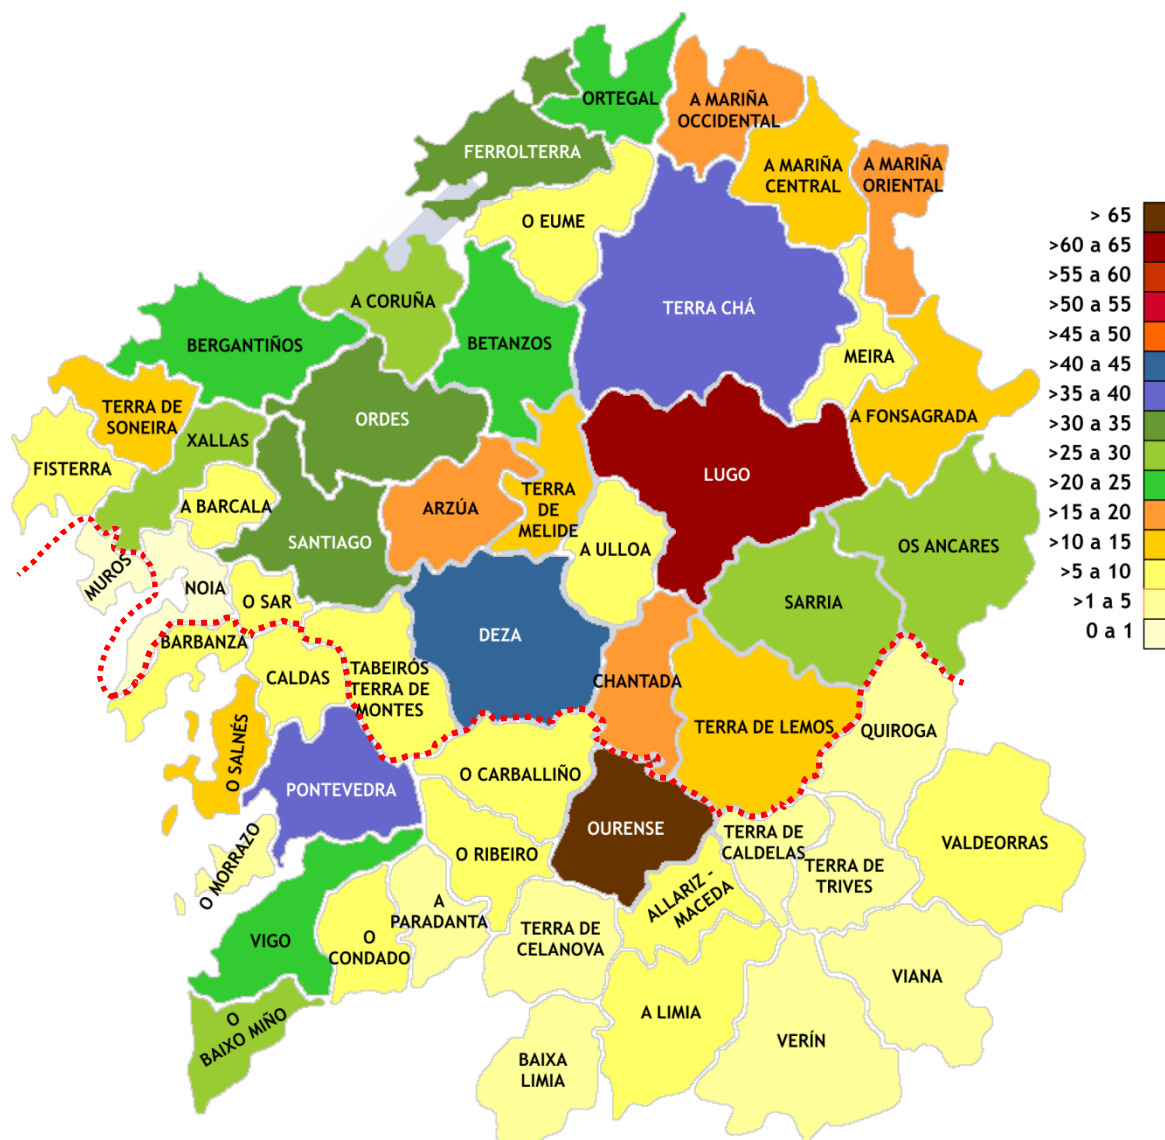 ORTEGAL
A MARIÑA
OCCIDENTAL
FERROLTERRA
A MARIÑA
CENTRAL
A MARIÑA
ORIENTAL
O EUME
A CORUÑA
TERRA CHÁ
BERGANTIÑOS
BETANZOS
MEIRA
TERRA DE
SONEIRA
XALLAS
ORDES
A FONSAGRADA
FISTERRA
A BARCALA
ARZÚA
TERRA
DE
MELIDE
LUGO
SANTIAGO
A ULLOA
OS ANCARES
MUROS
NOIA
O SAR
SARRIA
BARBANZA
DEZA
CALDAS
TABEIRÓS
TERRA DE
MONTES
CHANTADA
TERRA DE LEMOS
QUIROGA
O SALNÉS
PONTEVEDRA
O CARBALLIÑO
OURENSE
O MORRAZO
O RIBEIRO
TERRA DE
CALDELAS
TERRA DE
TRIVES
VALDEORRAS
ALLARIZ -
MACEDA
VIGO
O
CONDADO
A
PARADANTA
TERRA DE
CELANOVA
VIANA
O
BAIXO MIÑO
A LIMIA
VERÍN
BAIXA
LIMIA
> 65
>60 a 65
>55 a 60
>50 a 55
>45 a 50
>40 a 45
>35 a 40
>30 a 35
>25 a 30
>20 a 25
>15 a 20
>10 a 15
>5 a 10
>1 a 5
0 a 1